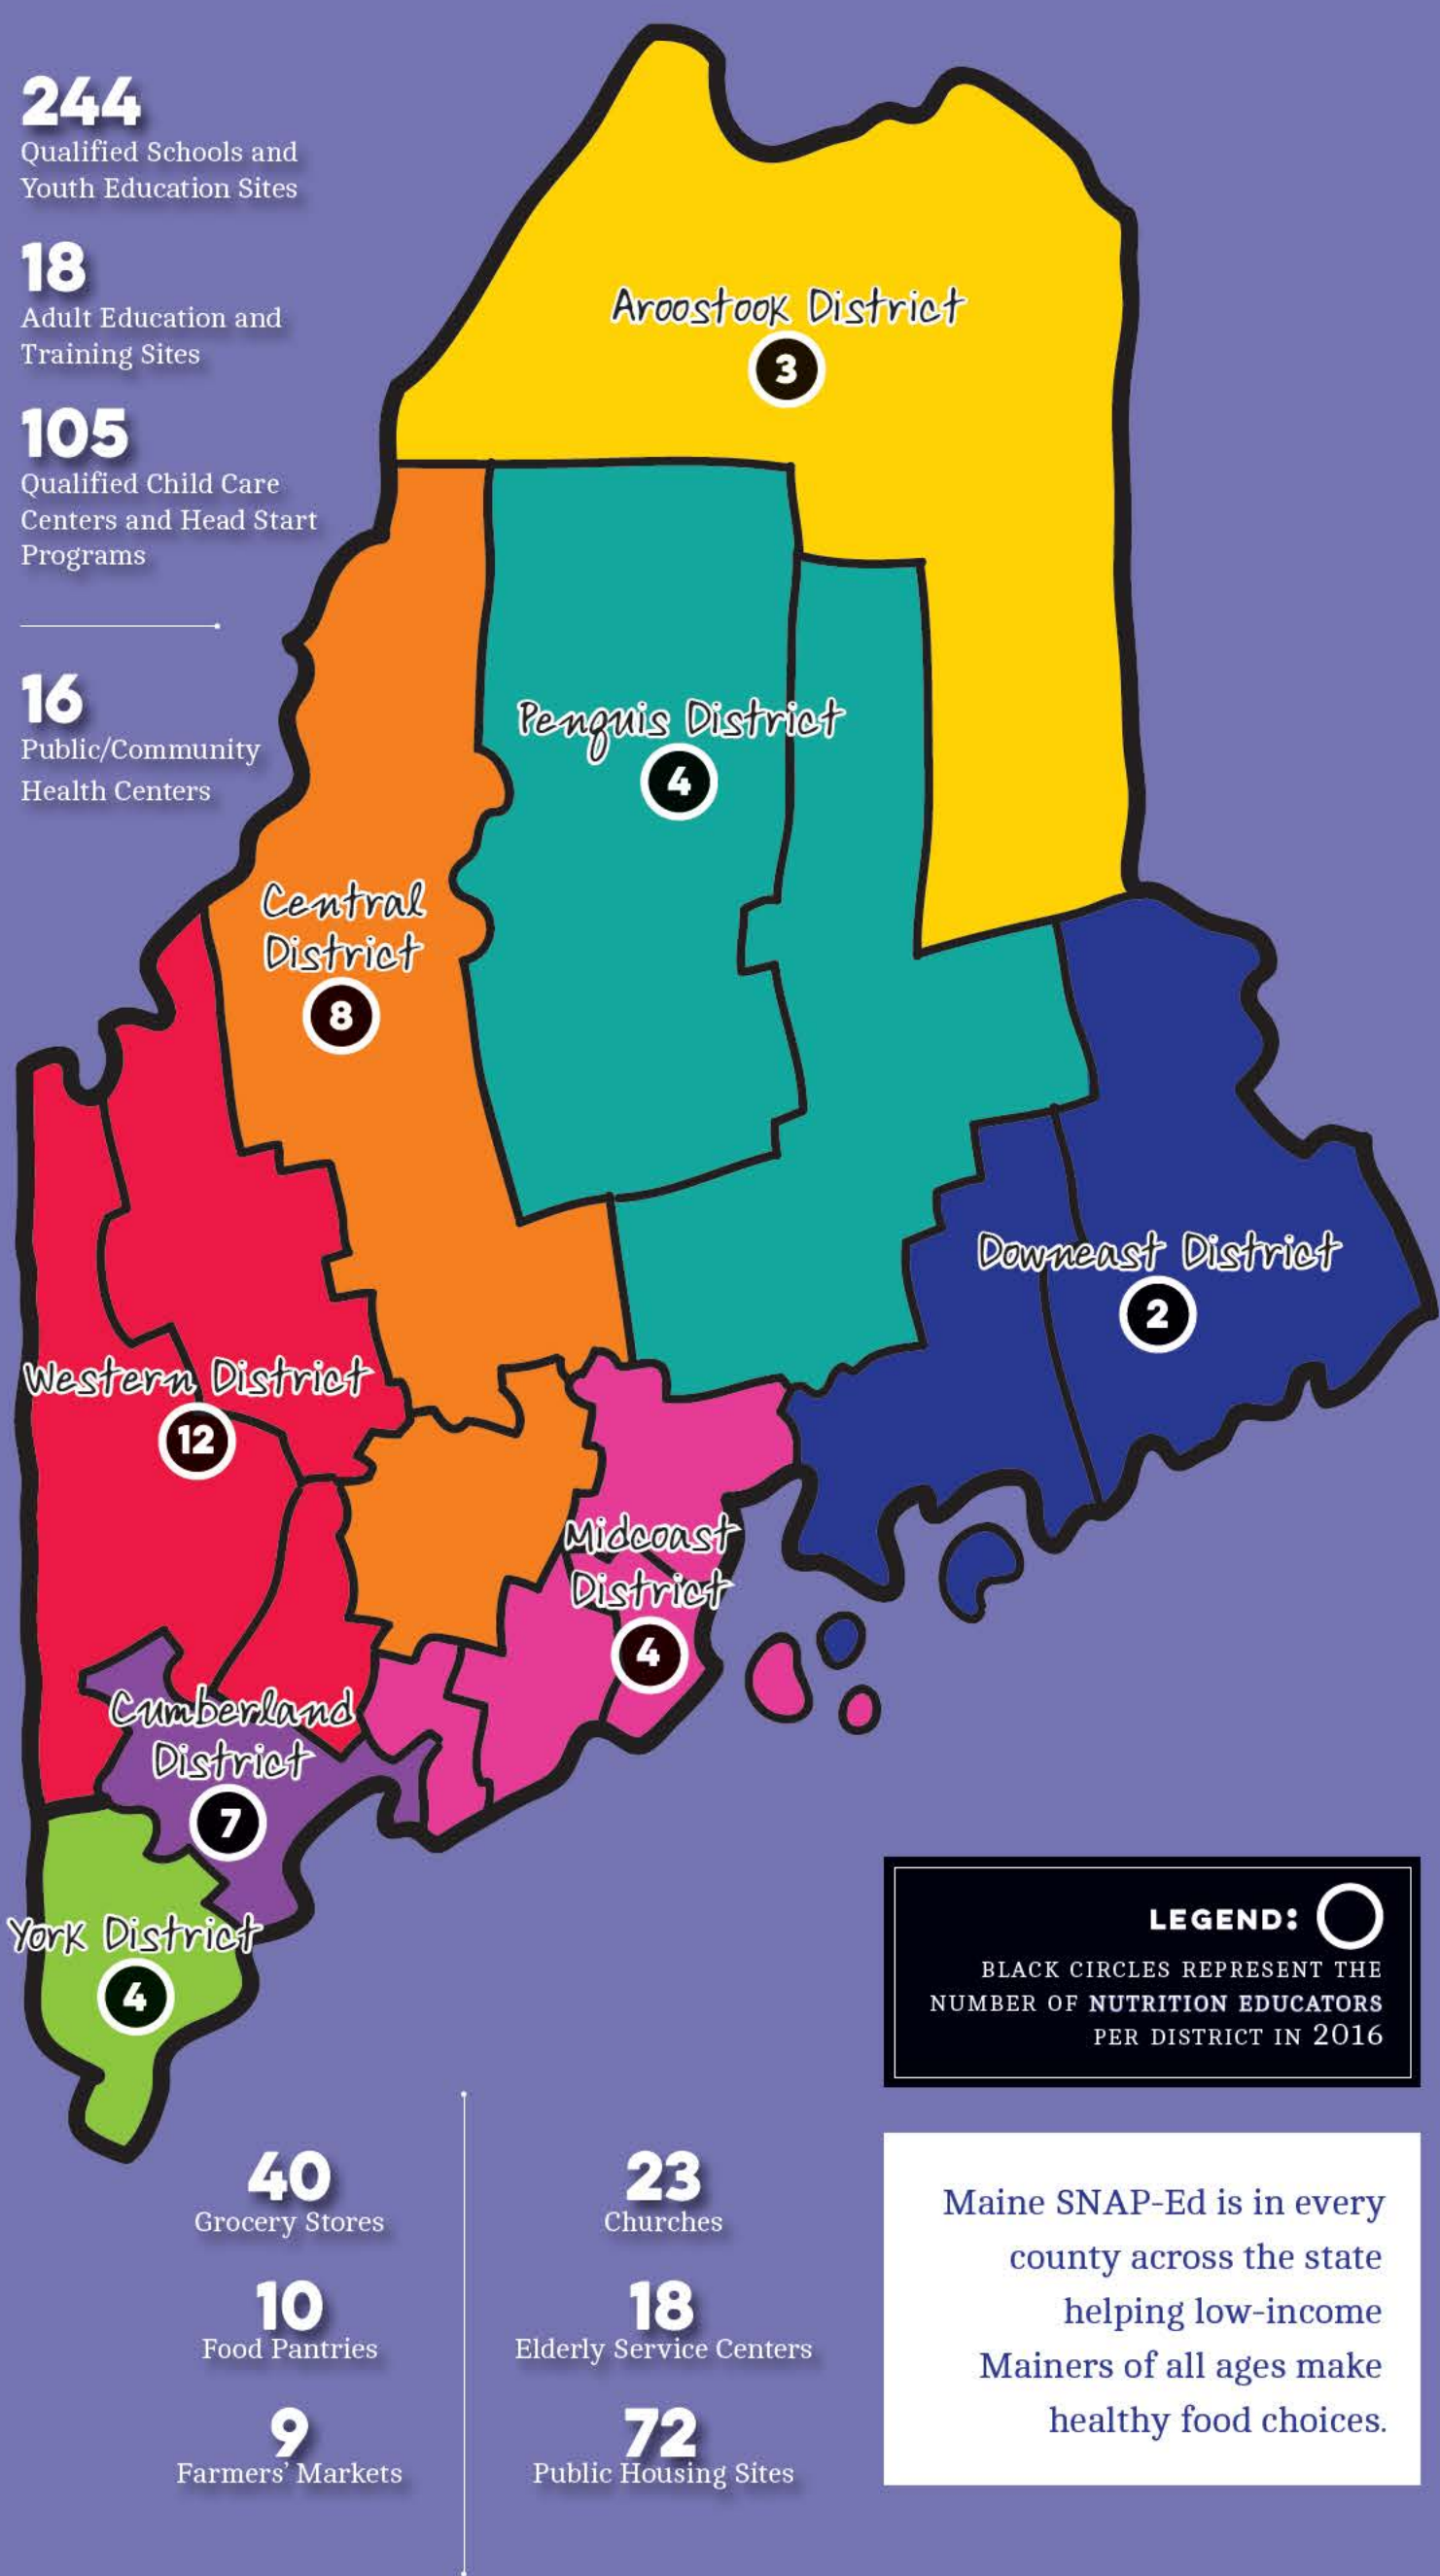 244
Qualified Schools and
Youth Education Sites
18
Adult Education and
Training Sites
105
Qualified Child Care
Centers and Head Start
Programs
16
Public/Community
Health Centers
Aroostook District
3
Penquis District
4
Central
District
8
Downeast District
2
Western District
12
Midcoast
District
4
Cumberland
District
7
York District
4
LEGEND:
BLACK CIRCLES REPRESENT THE
NUMBER OF NUTRITION EDUCATORS
PER DISTRICT IN 2016
40
Grocery Stores
10
Food Pantries
9
Farmers’ Markets
23
Churches
18
Elderly Service Centers
72
Public Housing Sites
Maine SNAP-Ed is in every
county across the state
helping low-income
Mainers of all ages make
healthy food choices.